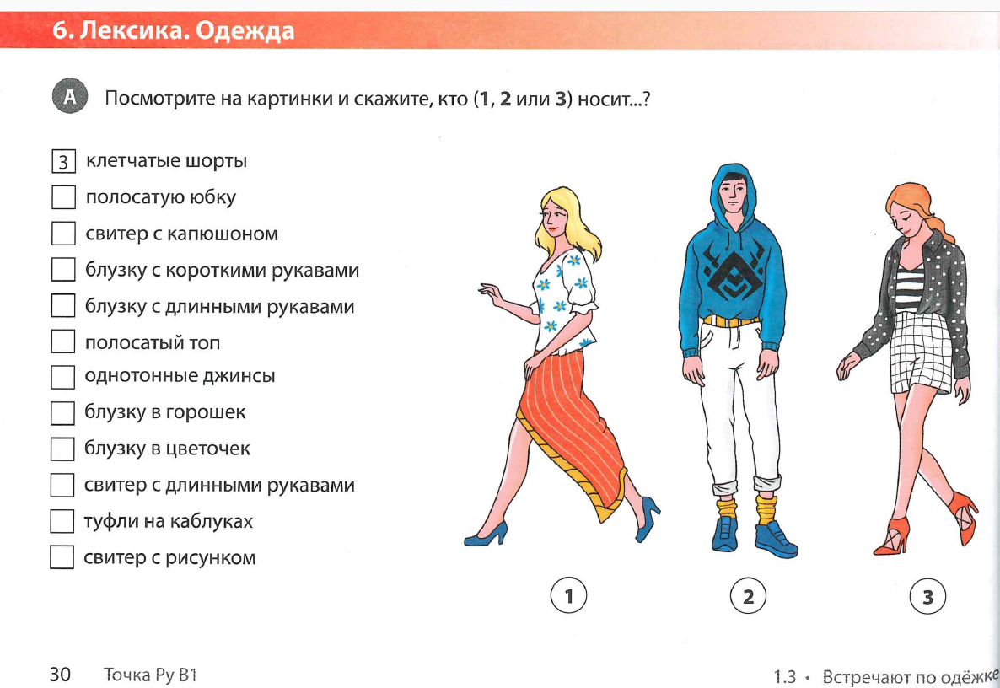 6. Лексика. Одежда
А Посмотрите на картинки и скажите, кто (1, 2 или 3) носит...?
3 клетчатые шорты
полосатую юбку
свитер с капюшоном
блузку с короткими рукавами
блузку с длинными рукавами
полосатый топ
однотонные джинсы
блузку в горошек
блузку в цветочек
свитер с длинными рукавами
туфли на каблуках
свитер с рисунком
1 2 3
30 Точка Ру В1
1.3 • Встречают по одёжке